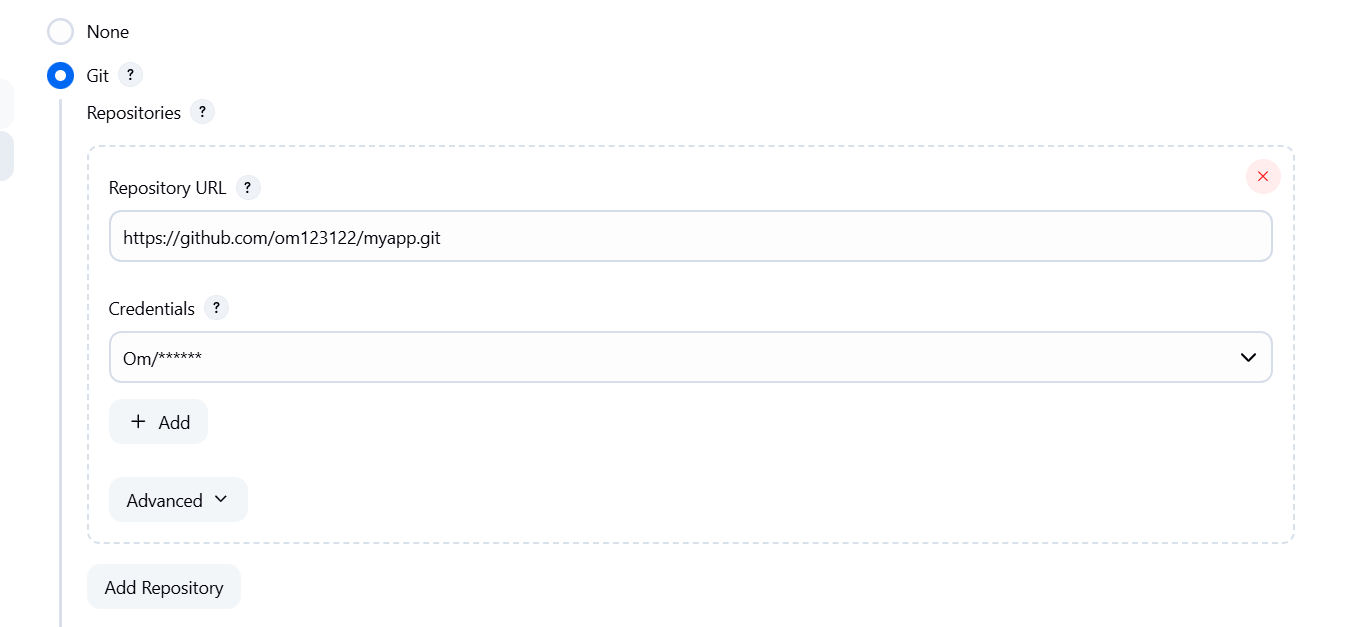 None
Git ?
Repositories ?
Repository URL ?
https://github.com/om123122/myapp.git
Credentials ?
Om/******
+ Add
Advanced
Add Repository